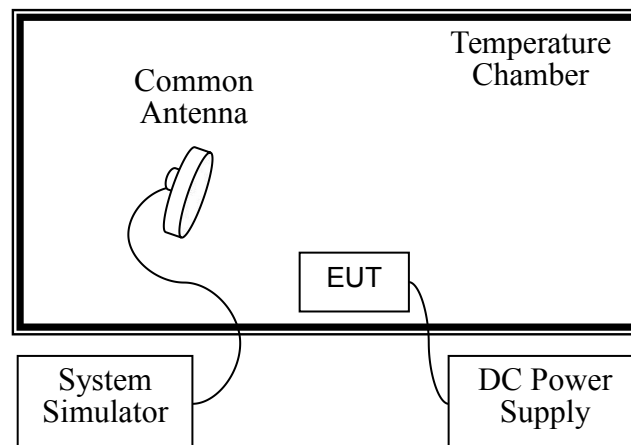 Temperature
Chamber
Common
Antenna
EUT
System
Simulator
DC Power
Supply